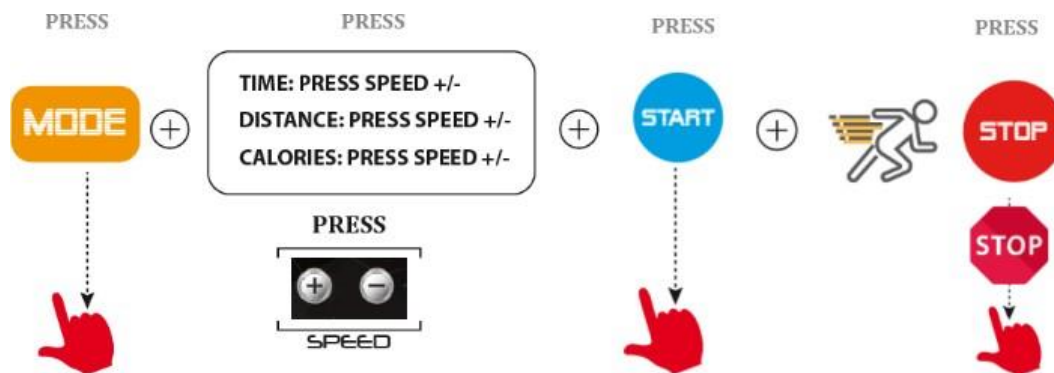 PRESS
PRESS
PRESS
PRESS
MODE
TIME: PRESS SPEED +/-
DISTANCE: PRESS SPEED +/-
CALORIES: PRESS SPEED +/-
START
STOP
PRESS
STOP
+ −
SPEED